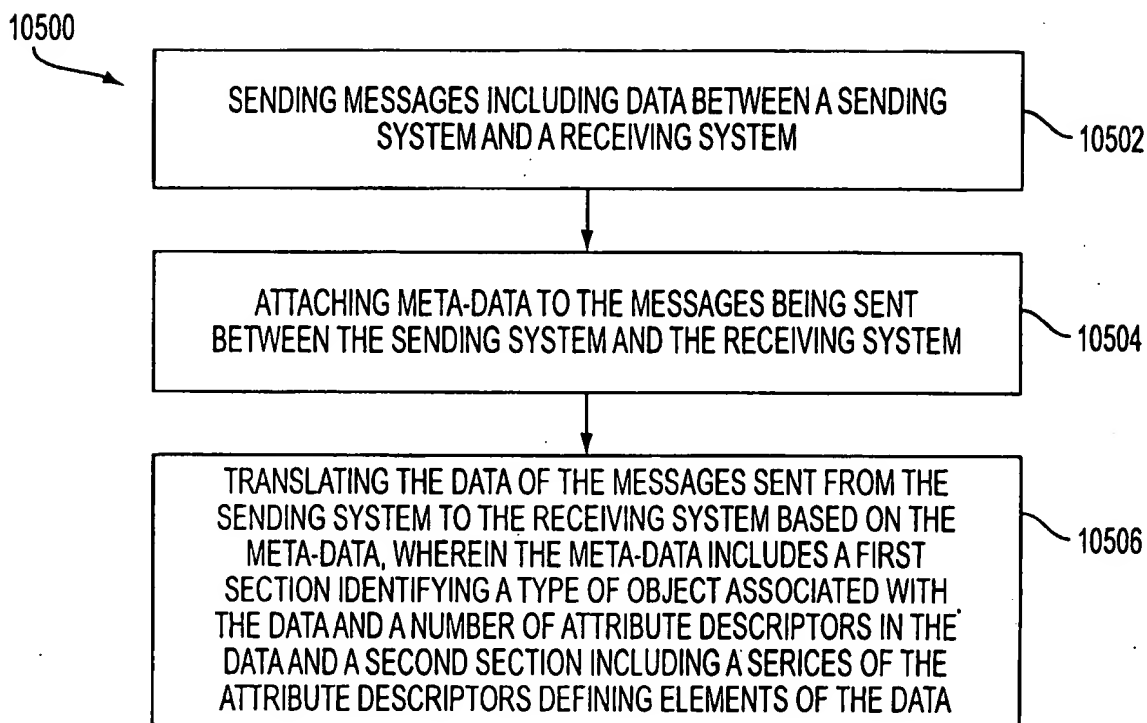 10500
SENDING MESSAGES INCLUDING DATA BETWEEN A SENDING
SYSTEM AND A RECEIVING SYSTEM
10502
ATTACHING META-DATA TO THE MESSAGES BEING SENT
BETWEEN THE SENDING SYSTEM AND THE RECEIVING SYSTEM
10504
TRANSLATING THE DATA OF THE MESSAGES SENT FROM THE
SENDING SYSTEM TO THE RECEIVING SYSTEM BASED ON THE
META-DATA, WHEREIN THE META-DATA INCLUDES A FIRST
SECTION IDENTIFYING A TYPE OF OBJECT ASSOCIATED WITH
THE DATA AND A NUMBER OF ATTRIBUTE DESCRIPTORS IN THE
DATA AND A SECOND SECTION INCLUDING A SERICES OF THE
ATTRIBUTE DESCRIPTORS DEFINING ELEMENTS OF THE DATA
10506